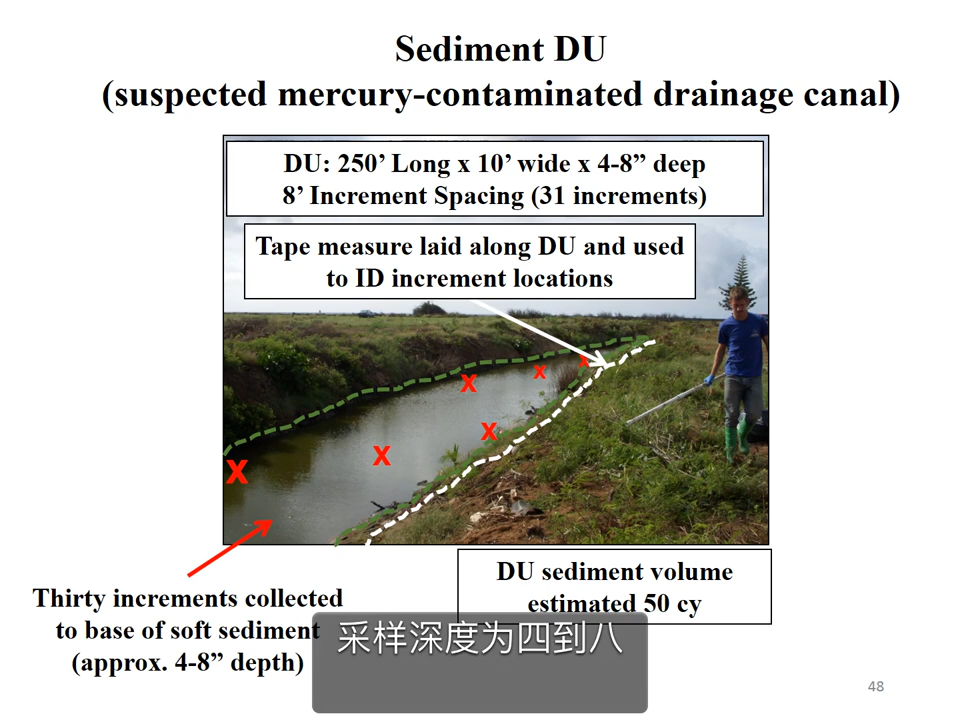 Sediment DU
(suspected mercury-contaminated drainage canal)
DU: 250’ Long x 10’ wide x 4-8” deep
8’ Increment Spacing (31 increments)
Tape measure laid along DU and used
to ID increment locations
X
X
X
X
X
X
DU sediment volume
estimated 50 cy
Thirty increments collected
to base of soft sediment
(approx. 4-8” depth)
采样深度为四到八
48